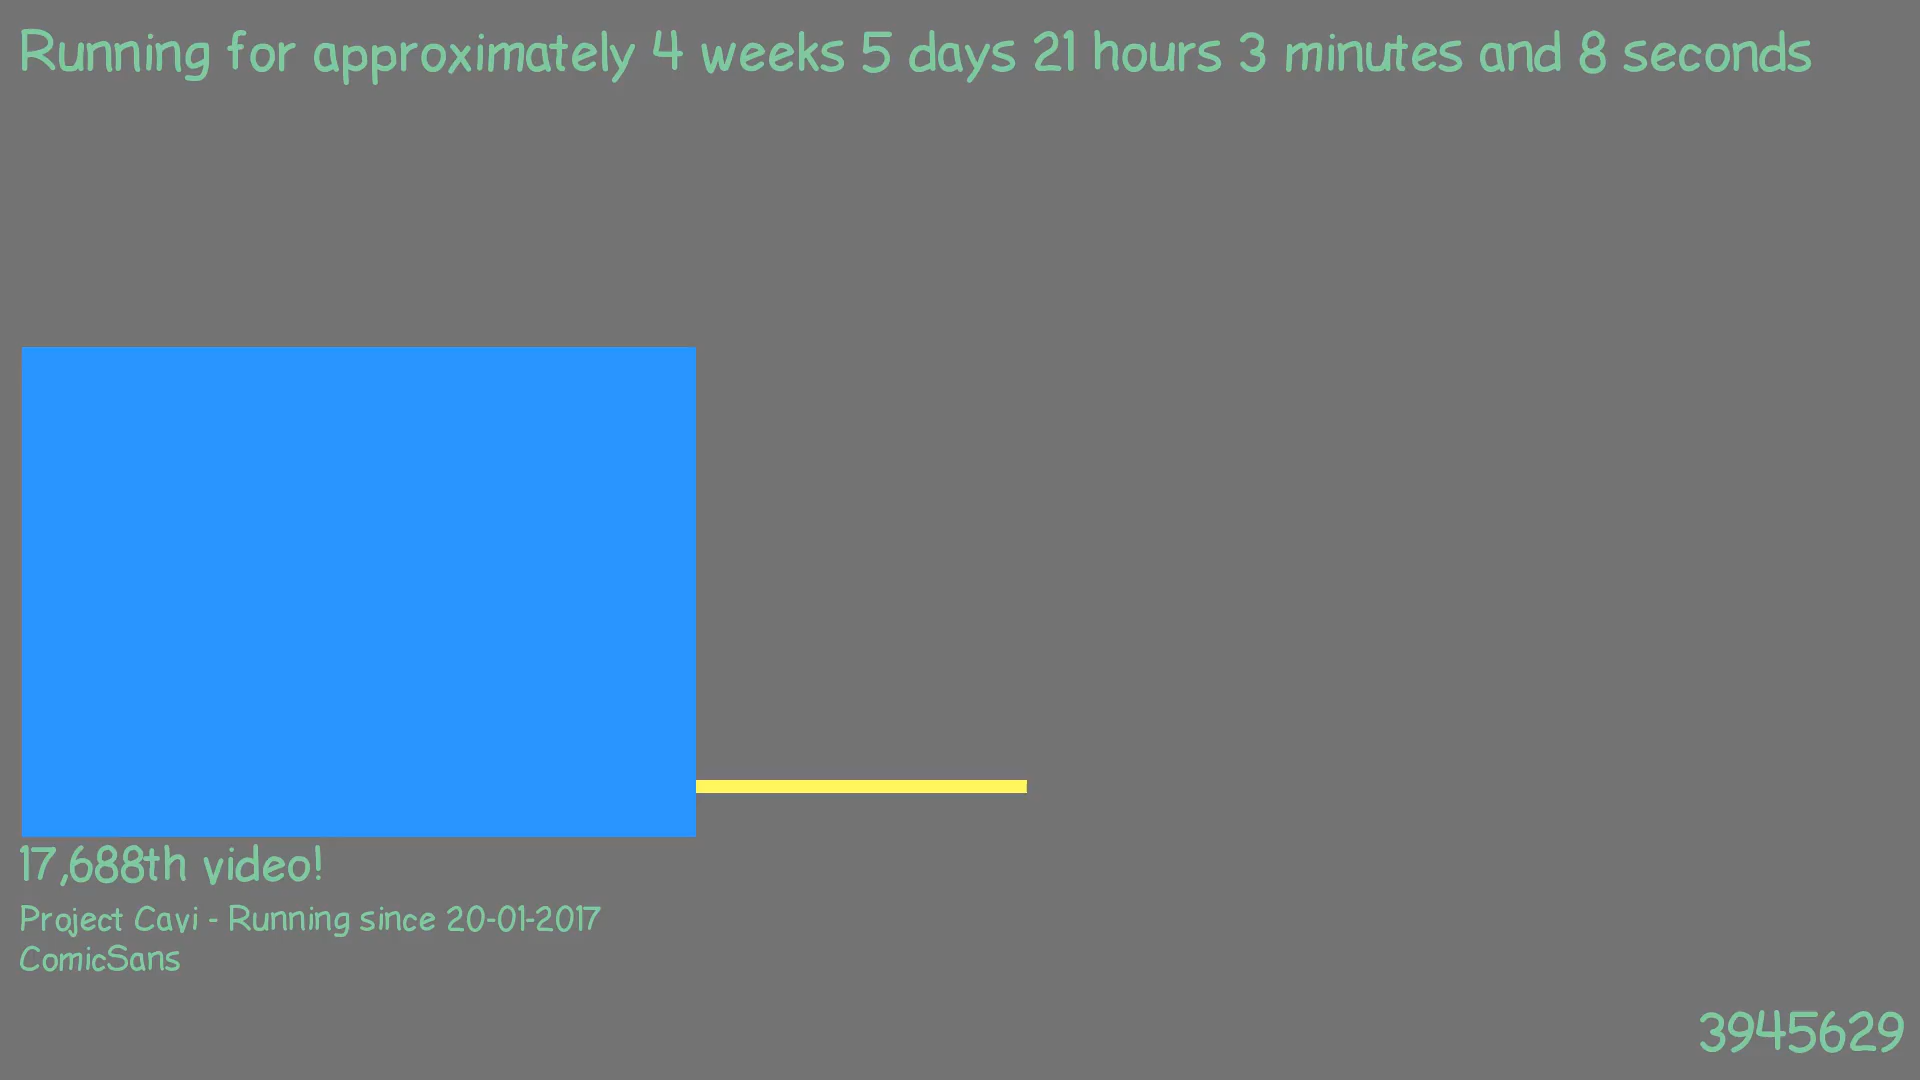 Running for approximately 4 weeks 5 days 21 hours 3 minutes and 8 seconds
17,688th video!
Project Cavi - Running since 20-01-2017
ComicSans
3945629